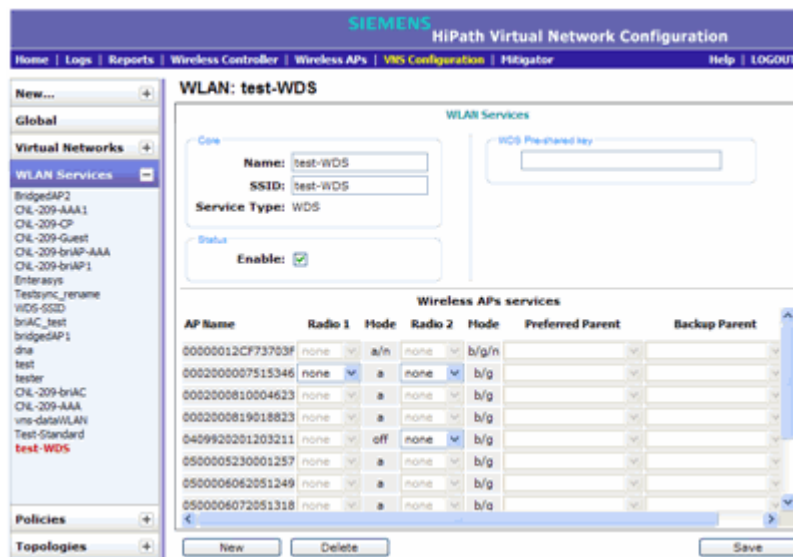 SIEMENS
HiPath Virtual Network Configuration
Home | Logs | Reports | Wireless Controller | Wireless APs | VNS Configuration | Mitigator Help | LOGOUT
New... +
Global
Virtual Networks +
WLAN Services −
BridgedAP2
CNL-209-AAA1
CNL-209-CP
CNL-209-Guest
CNL-209-briAP-AAA
CNL-209-briAP1
Enterasys
Testsync_rename
WDS-SSID
briAC_test
bridgedAP1
dna
test
tester
CNL-209-briAC
CNL-209-AAA
vns-dataWLAN
Test-Standard
test-WDS
Policies +
Topologies +
WLAN: test-WDS
WLAN Services
Core
Name: test-WDS
SSID: test-WDS
Service Type: WDS
WDS Pre-shared key
Status
Enable:
Wireless APs services
AP Name Radio 1 Mode Radio 2 Mode Preferred Parent Backup Parent
00000012CF73703F none a/n none b/g/n
0002000007515346 none a none b/g
0002000810004623 none a none b/g
0002000819018823 none a none b/g
0409920201203211 none off none b/g
0500005230001257 none a none b/g
0500006062051249 none a none b/g
0500006072051318 none a none b/g
New Delete Save